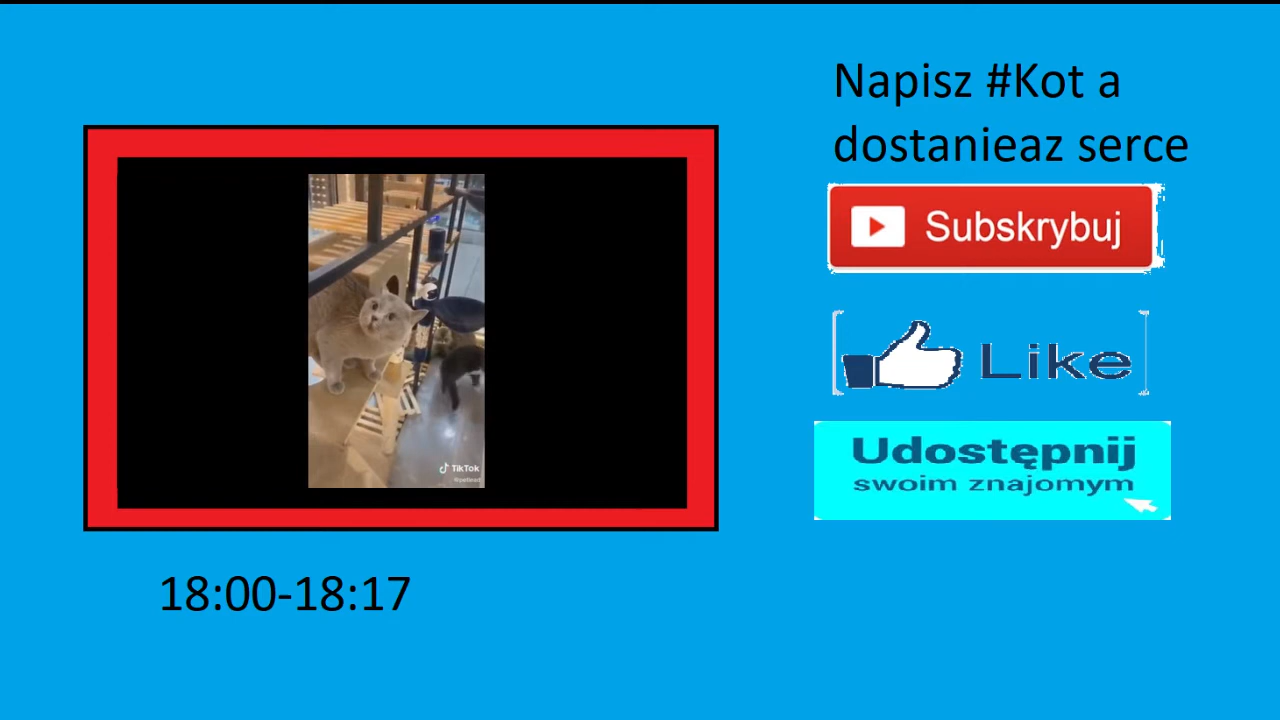 Napisz #Kot a
dostanieaz serce
Subskrybuj
Like
Udostępnij
swoim znajomym
TikTok
18:00-18:17